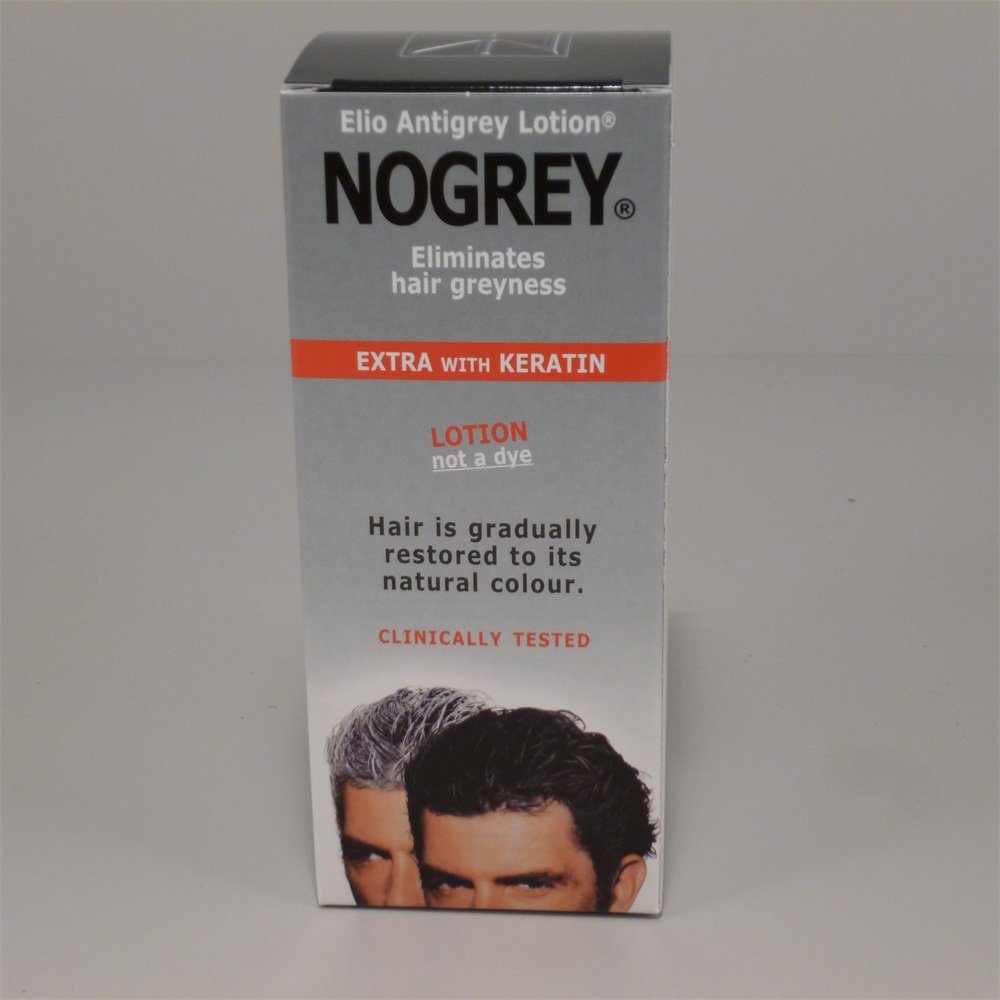 Elio Antigrey Lotion®
NOGREY®
Eliminates
hair greyness
EXTRA WITH KERATIN
LOTION
not a dye
Hair is gradually
restored to its
natural colour.
CLINICALLY TESTED